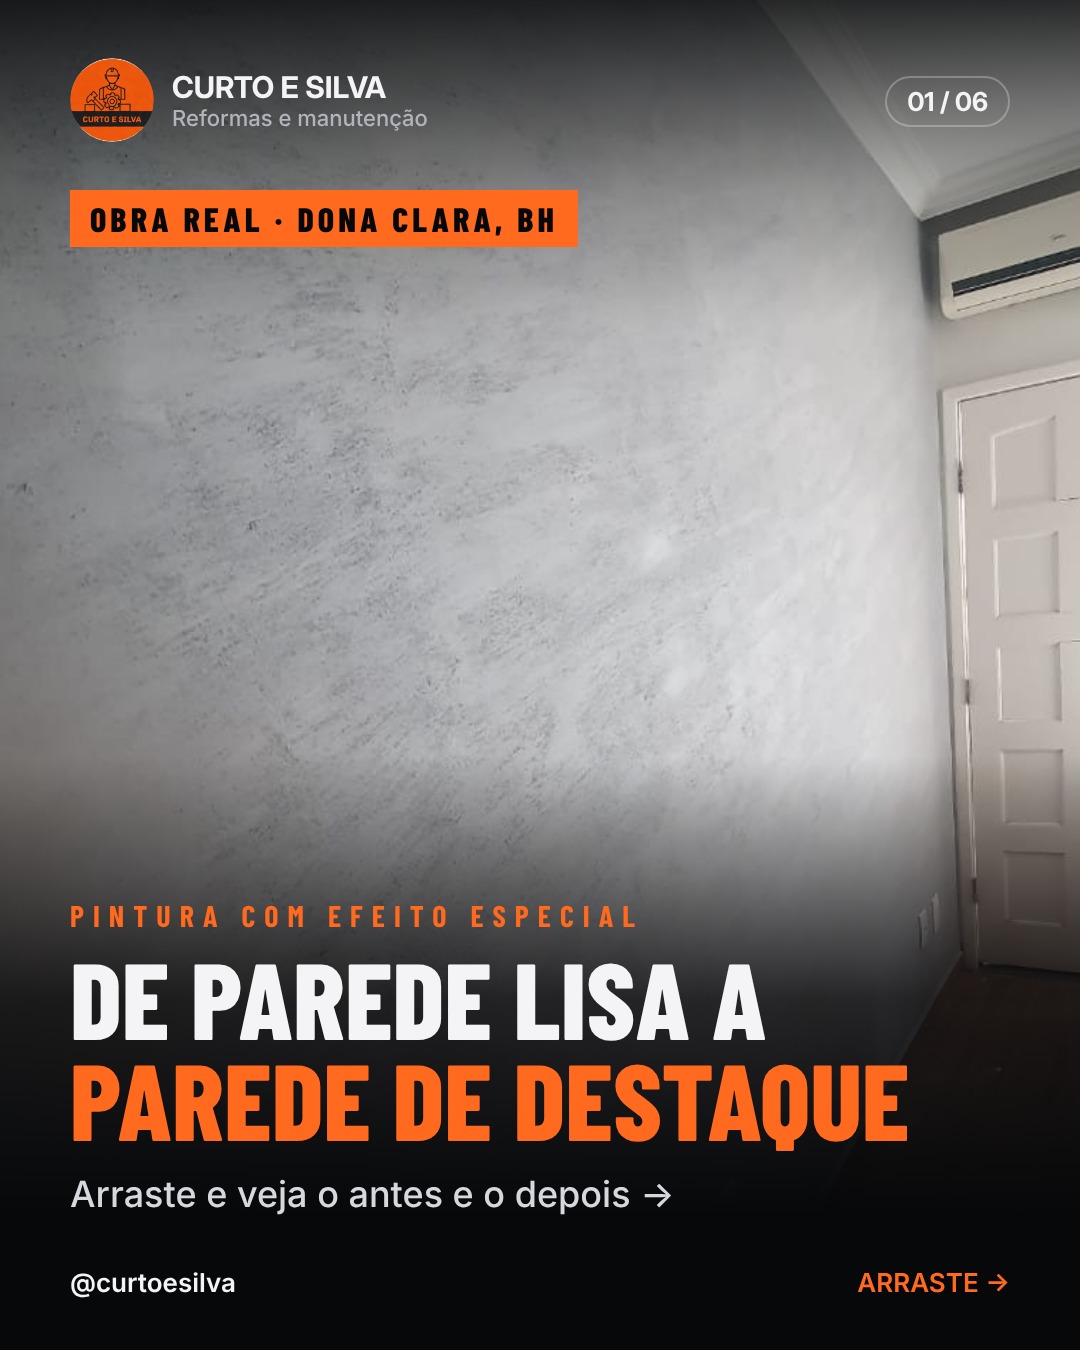 CURTO E SILVA
CURTO E SILVA
Reformas e manutenção
01 / 06
OBRA REAL · DONA CLARA, BH
PINTURA COM EFEITO ESPECIAL
DE PAREDE LISA A
PAREDE DE DESTAQUE
Arraste e veja o antes e o depois →
@curtoesilva
ARRASTE →